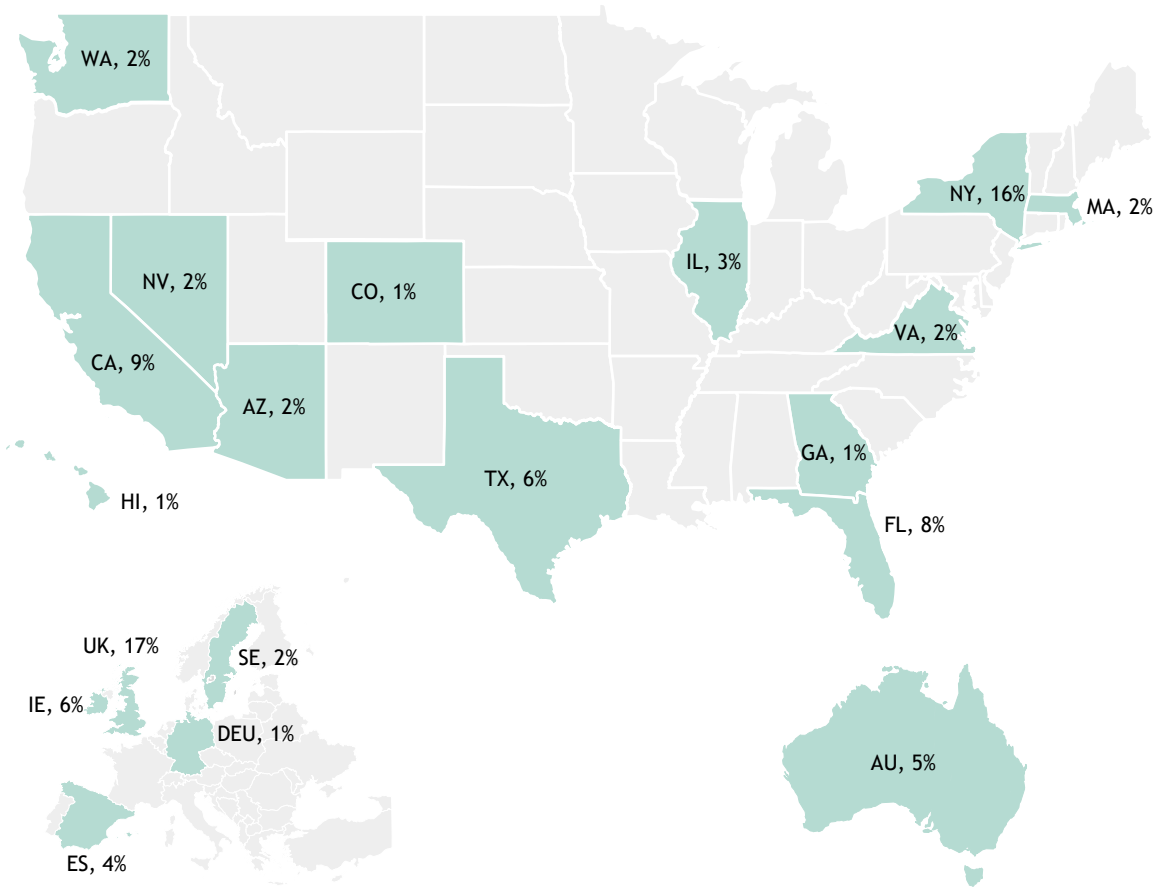 WA, 2%
NY, 16%
MA, 2%
NV, 2%
CO, 1%
IL, 3%
VA, 2%
CA, 9%
AZ, 2%
GA, 1%
TX, 6%
HI, 1%
FL, 8%
UK, 17%
SE, 2%
IE, 6%
DEU, 1%
AU, 5%
ES, 4%